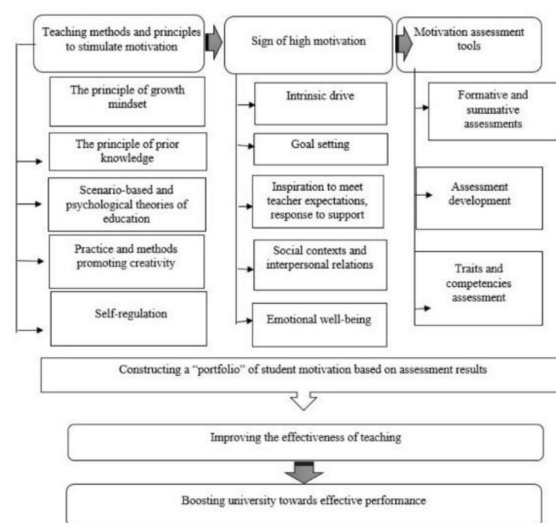 Teaching methods and principles
to stimulate motivation
Sign of high motivation
Motivation assessment
tools
The principle of growth
mindset
The principle of prior
knowledge
Scenario-based and
psychological theories of
education
Practice and methods
promoting creativity
Self-regulation
Intrinsic drive
Goal setting
Inspiration to meet
teacher expectations,
response to support
Social contexts and
interpersonal relations
Emotional well-being
Formative and
summative
assessments
Assessment
development
Traits and
competencies
assessment
Constructing a “portfolio” of student motivation based on assessment results
Improving the effectiveness of teaching
Boosting university towards effective performance